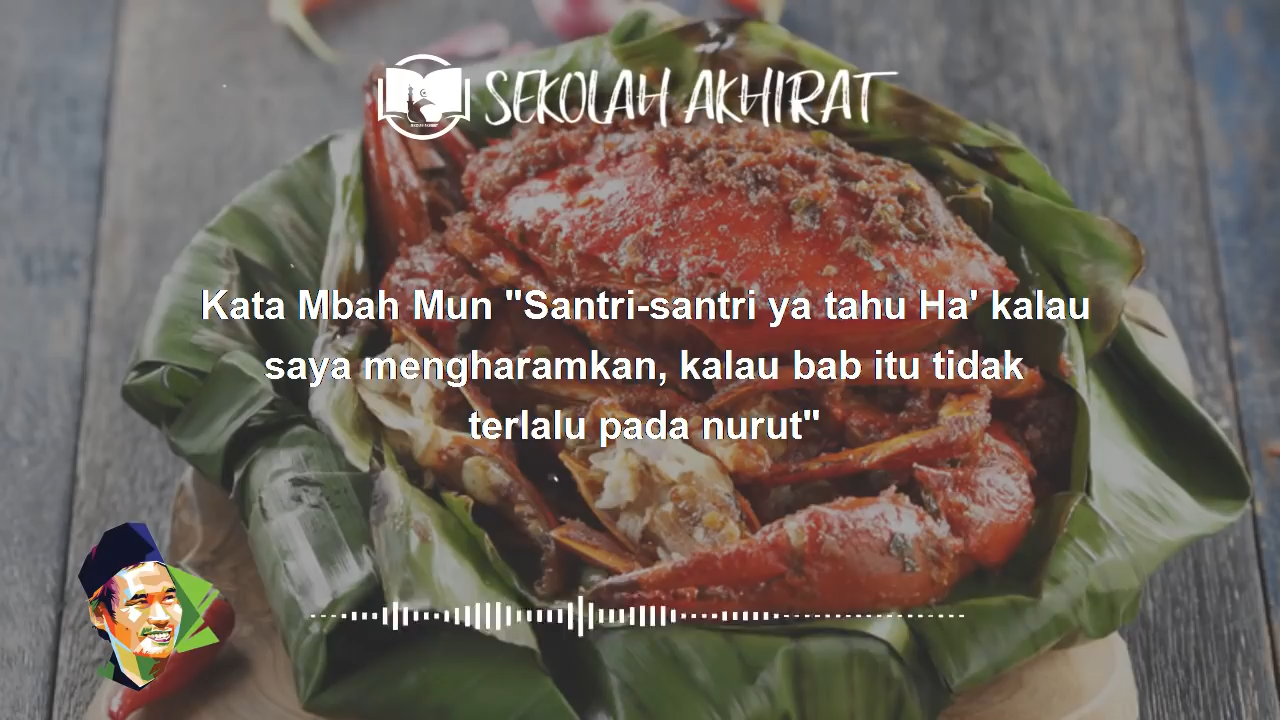 SEKOLAH AKHIRAT
Kata Mbah Mun "Santri-santri ya tahu Ha' kalau
saya mengharamkan, kalau bab itu tidak
terlalu pada nurut"